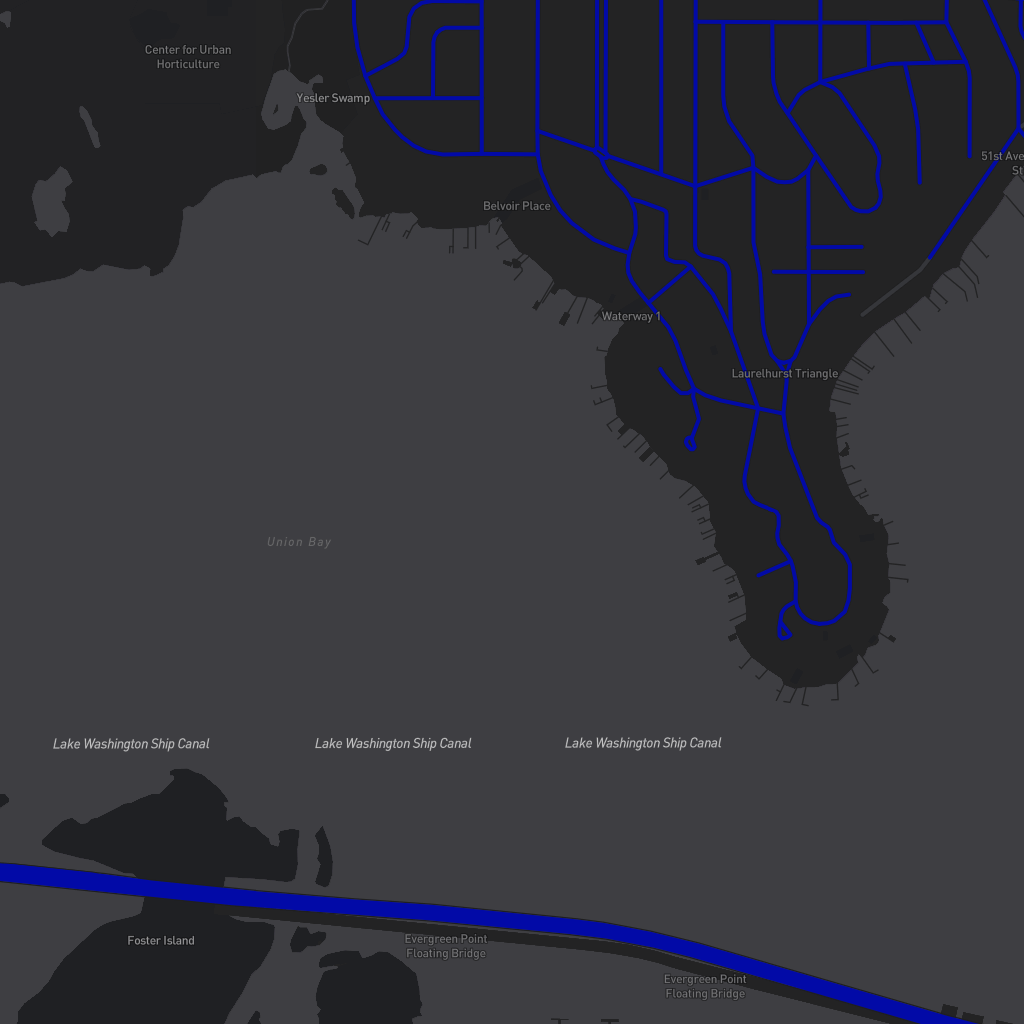 Center for Urban
Horticulture
Yesler Swamp
51st Ave
St
Belvoir Place
Waterway 1
Laurelhurst Triangle
Union Bay
Lake Washington Ship Canal
Lake Washington Ship Canal
Lake Washington Ship Canal
Foster Island
Evergreen Point
Floating Bridge
Evergreen Point
Floating Bridge